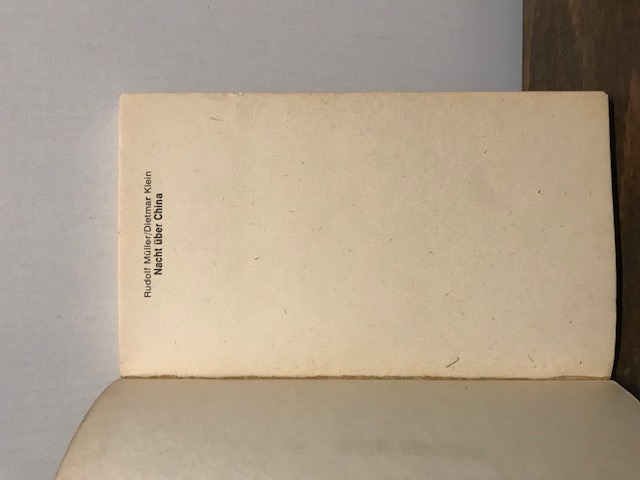 Rudolf Müller/Dietmar Klein
Nacht über China